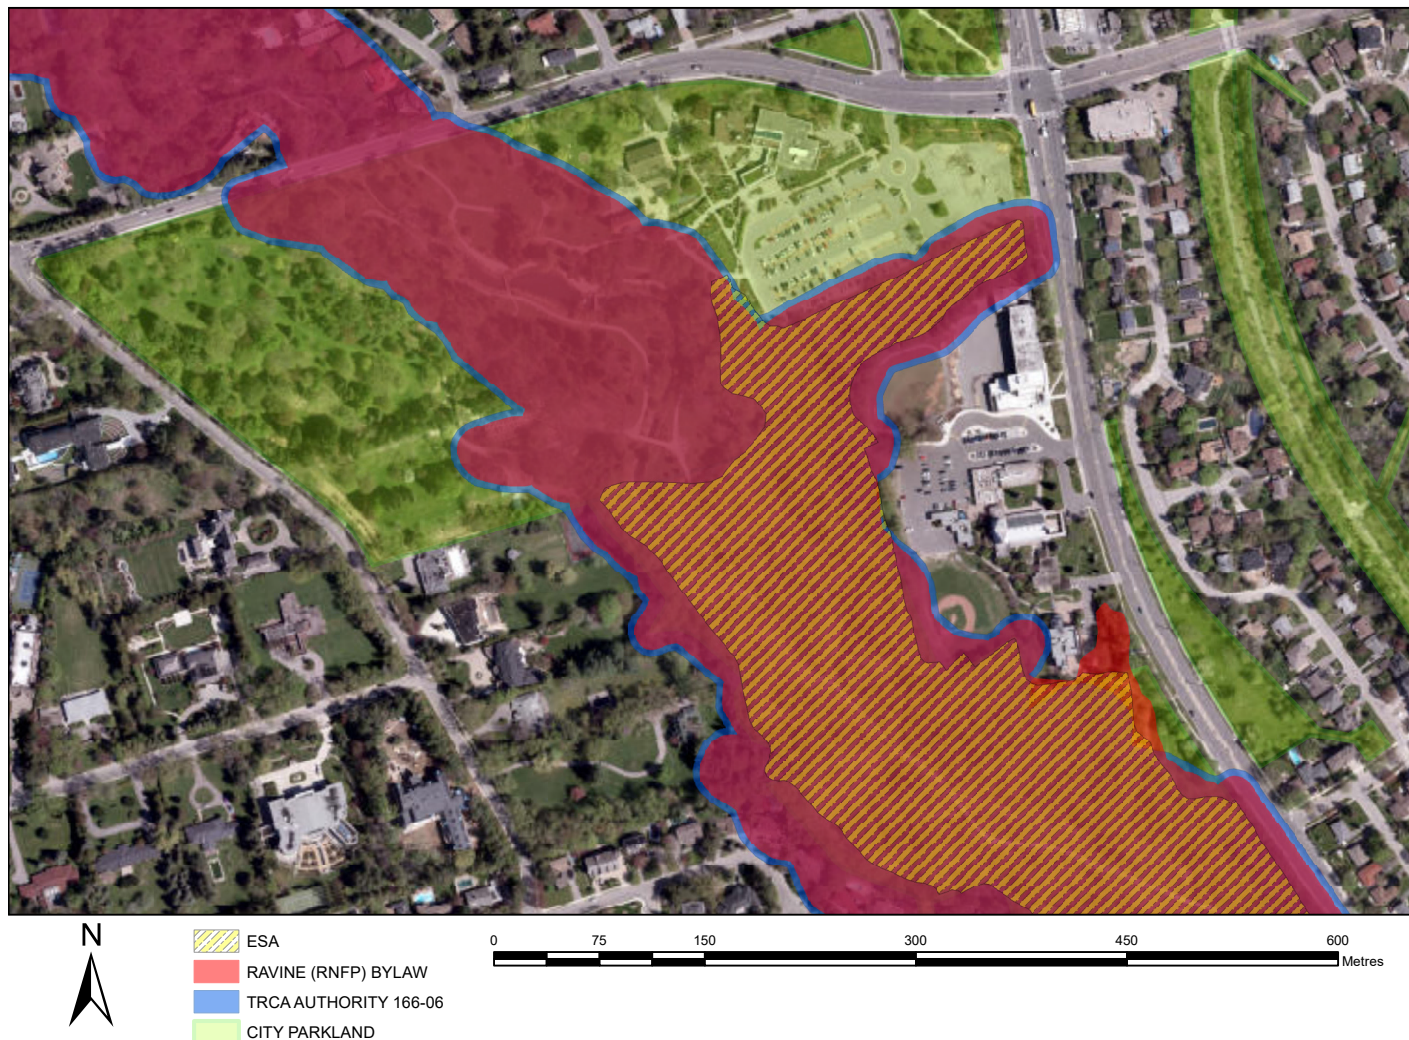 N
ESA
RAVINE (RNFP) BYLAW
TRCA AUTHORITY 166-06
CITY PARKLAND
0 75 150 300 450 600
Metres